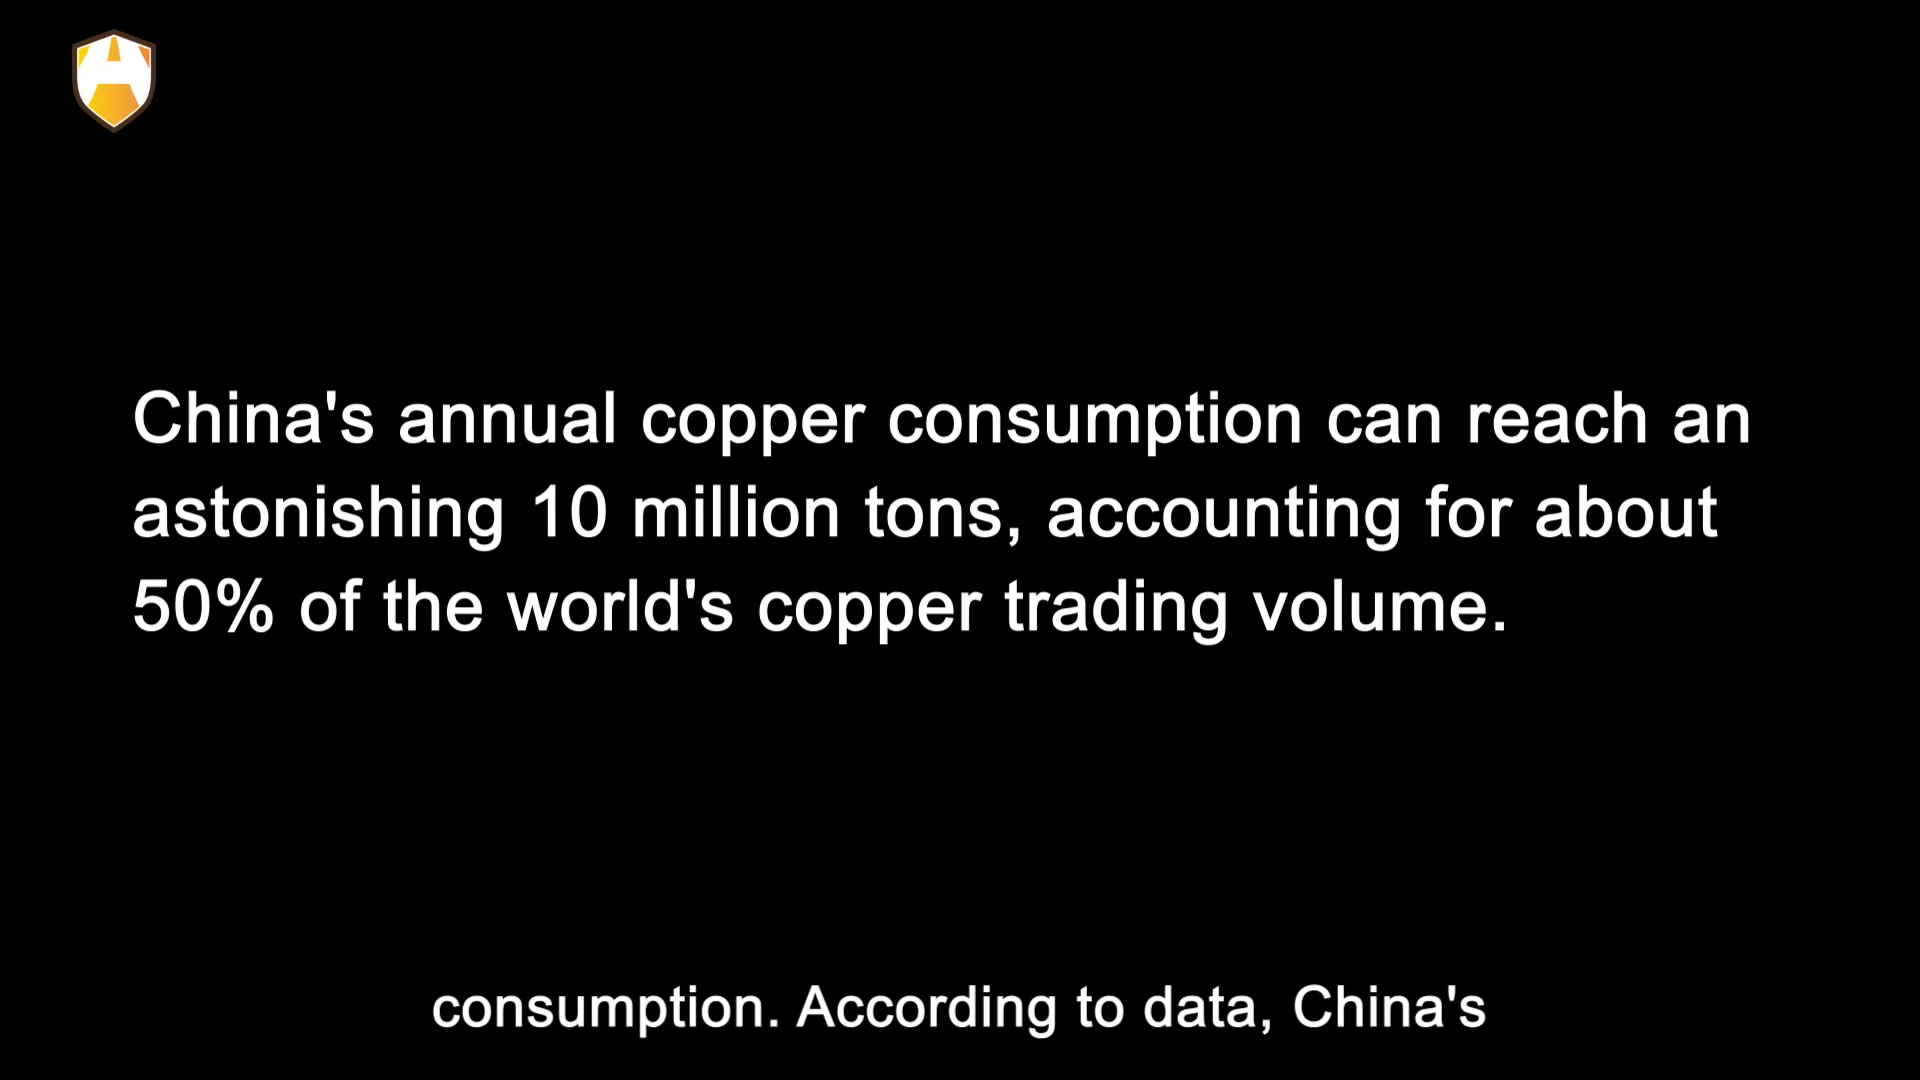 China's annual copper consumption can reach an
astonishing 10 million tons, accounting for about
50% of the world's copper trading volume.
consumption. According to data, China's